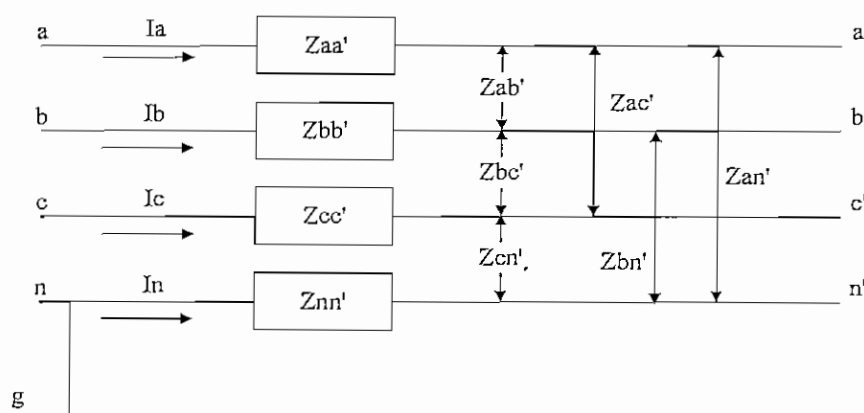 a Ia Zaa' a'
Zab'
b Ib Zbb' Zac' b'
Zbc' Zan'
c Ic Zcc' c'
Zcn' Zbn'
n In Znn' n'
g